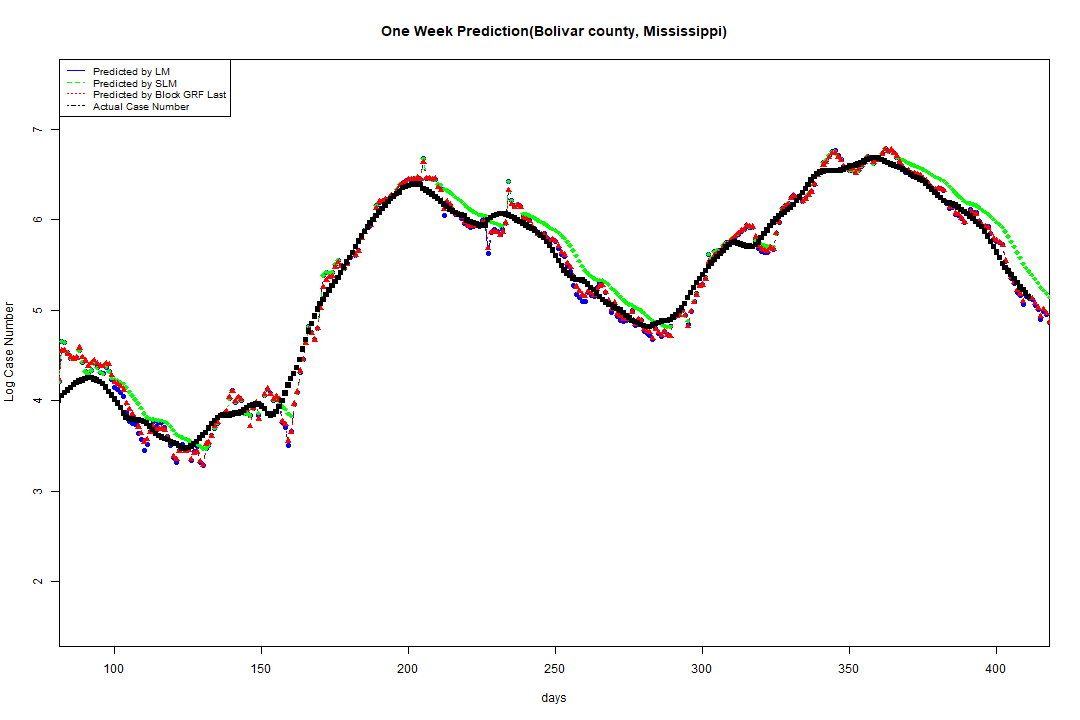 One Week Prediction(Bolivar county, Mississippi)
Predicted by LM
Predicted by SLM
Predicted by Block GRF Last
Actual Case Number
7
6
5
4
3
2
Log Case Number
100 150 200 250 300 350 400
days